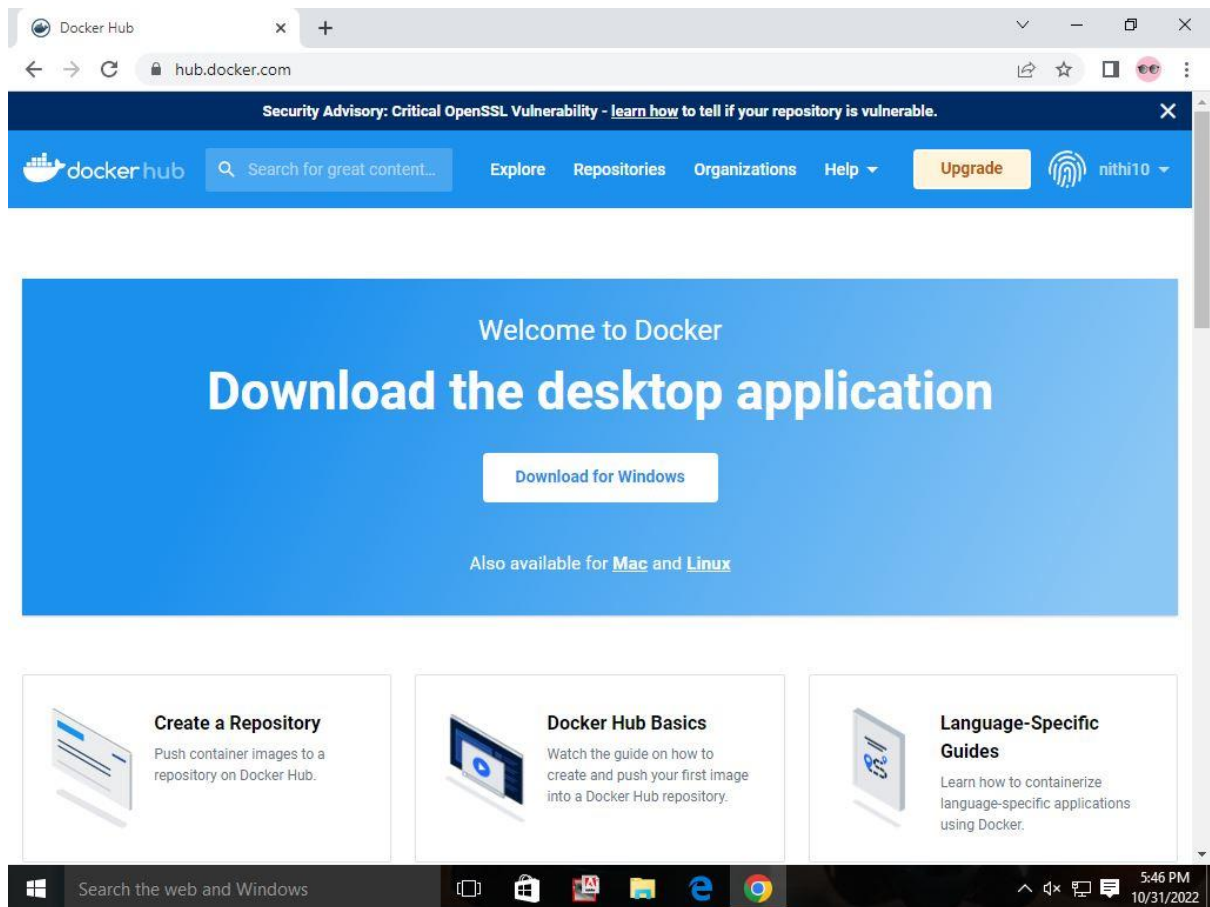 Docker Hub
hub.docker.com
Security Advisory: Critical OpenSSL Vulnerability - learn how to tell if your repository is vulnerable.
dockerhub Search for great content... Explore Repositories Organizations Help Upgrade nithi10
Welcome to Docker
Download the desktop application
Download for Windows
Also available for Mac and Linux
Create a Repository
Push container images to a
repository on Docker Hub.
Docker Hub Basics
Watch the guide on how to
create and push your first image
into a Docker Hub repository.
Language-Specific
Guides
Learn how to containerize
language-specific applications
using Docker.
Search the web and Windows
5:46 PM
10/31/2022